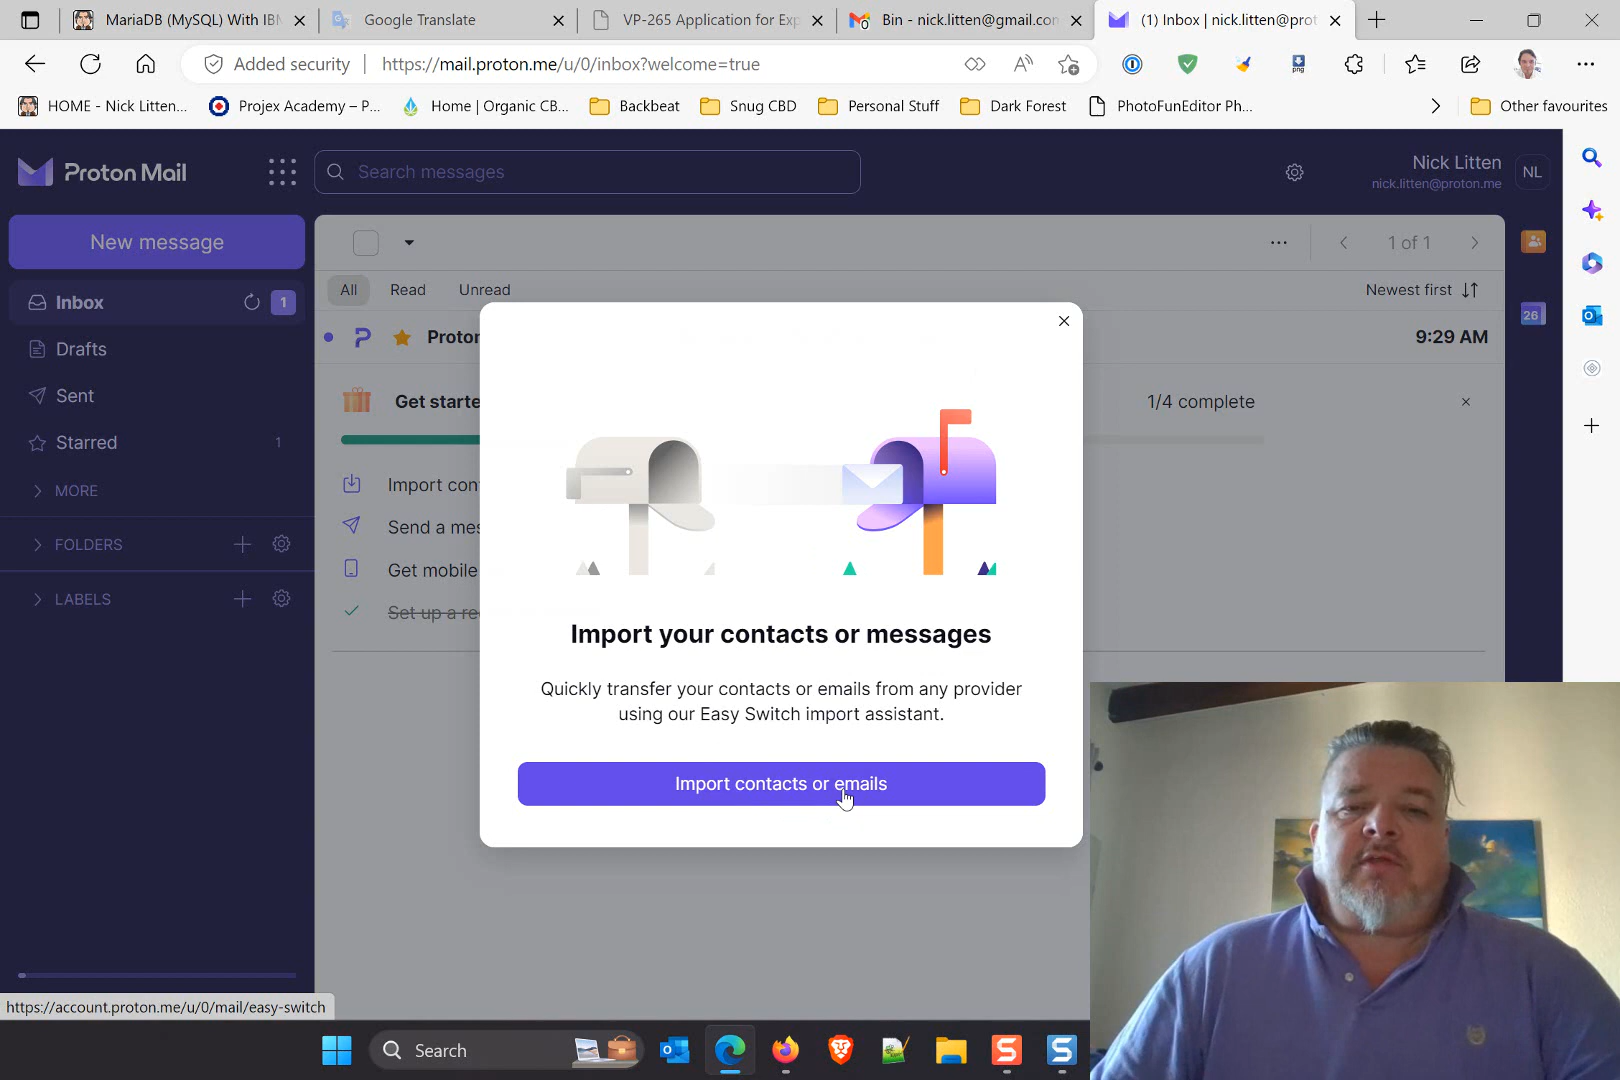 MariaDB (MySQL) With IBM
Google Translate
VP-265 Application for Exp
Bin - nick.litten@gmail.com
(1) Inbox | nick.litten@prot
Added security
https://mail.proton.me/u/0/inbox?welcome=true
HOME - Nick Litten...
Projex Academy – P...
Home | Organic CB...
Backbeat
Snug CBD
Personal Stuff
Dark Forest
PhotoFunEditor Ph...
Other favourites
Proton Mail
Search messages
Nick Litten
nick.litten@proton.me
NL
New message
1 of 1
Inbox
1
All
Read
Unread
Newest first
26
Drafts
Proton
9:29 AM
Sent
Get starte
1/4 complete
Starred
1
MORE
Import con
Send a mes
FOLDERS
Get mobile
LABELS
Set up a re
Import your contacts or messages
Quickly transfer your contacts or emails from any provider
using our Easy Switch import assistant.
Import contacts or emails
https://account.proton.me/u/0/mail/easy-switch
Search